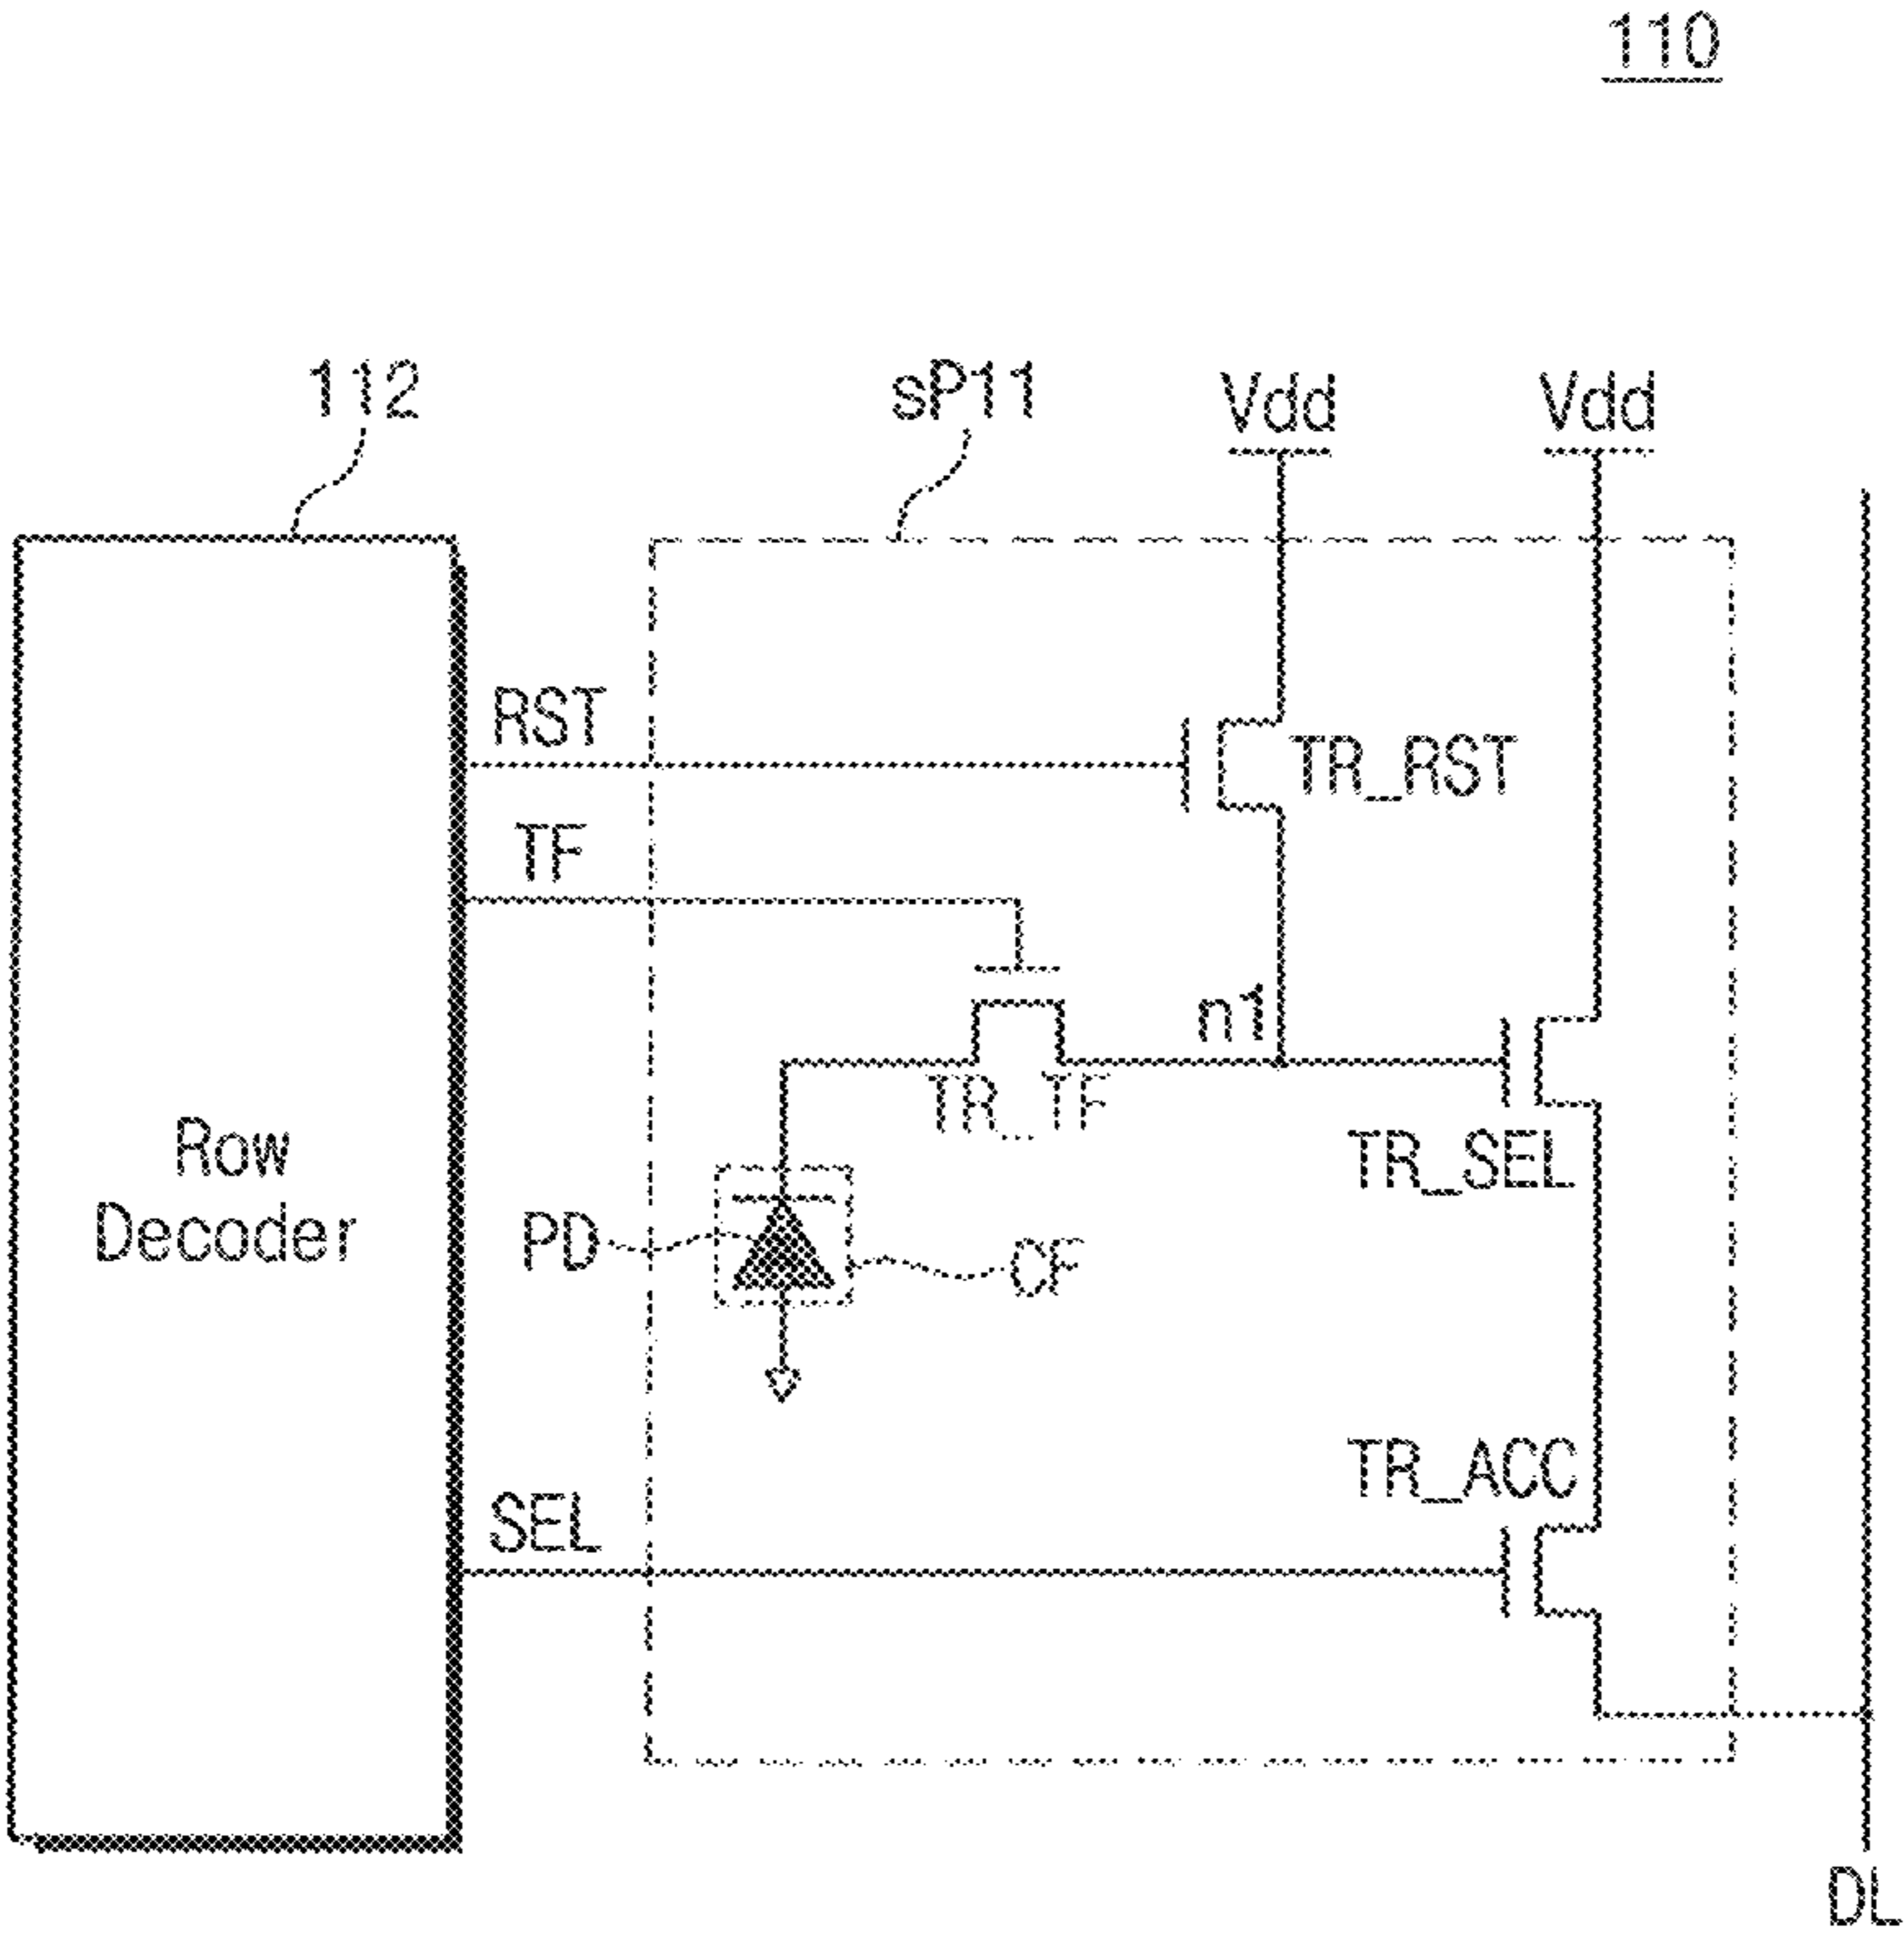 110
112
sP11
Vdd
Vdd
RST
TR_RST
TF
n1
TR_TF
TR_SEL
Row
Decoder
PD
CF
TR_ACC
SEL
DL